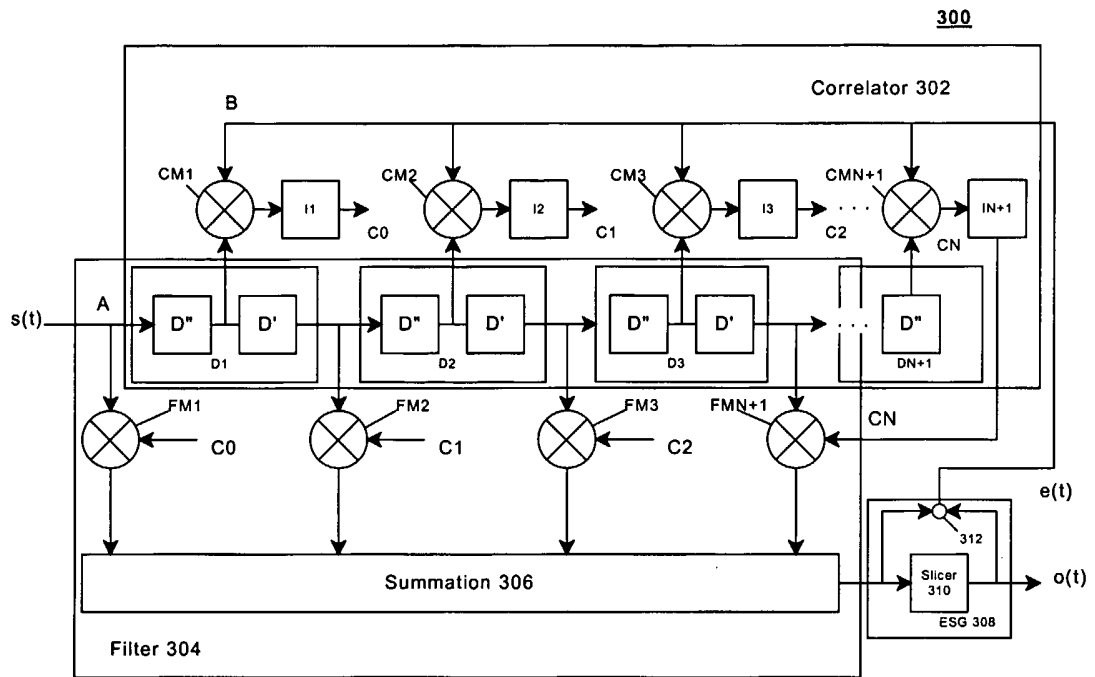 300
Correlator 302
B
CM1
I1
C0
CM2
I2
C1
CM3
I3
C2
. . .
CMN+1
IN+1
CN
A
s(t)
D"
D'
D1
D"
D'
D2
D"
D'
D3
. . .
D"
DN+1
FM1
C0
FM2
C1
FM3
C2
FMN+1
CN
e(t)
312
Summation 306
Slicer
310
o(t)
ESG 308
Filter 304